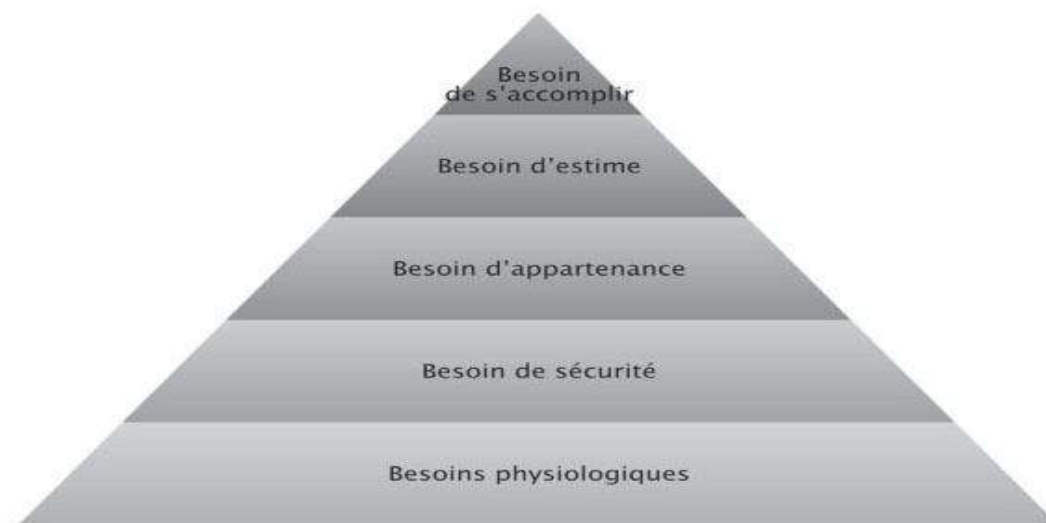 Besoin
de s'accomplir
Besoin d'estime
Besoin d'appartenance
Besoin de sécurité
Besoins physiologiques